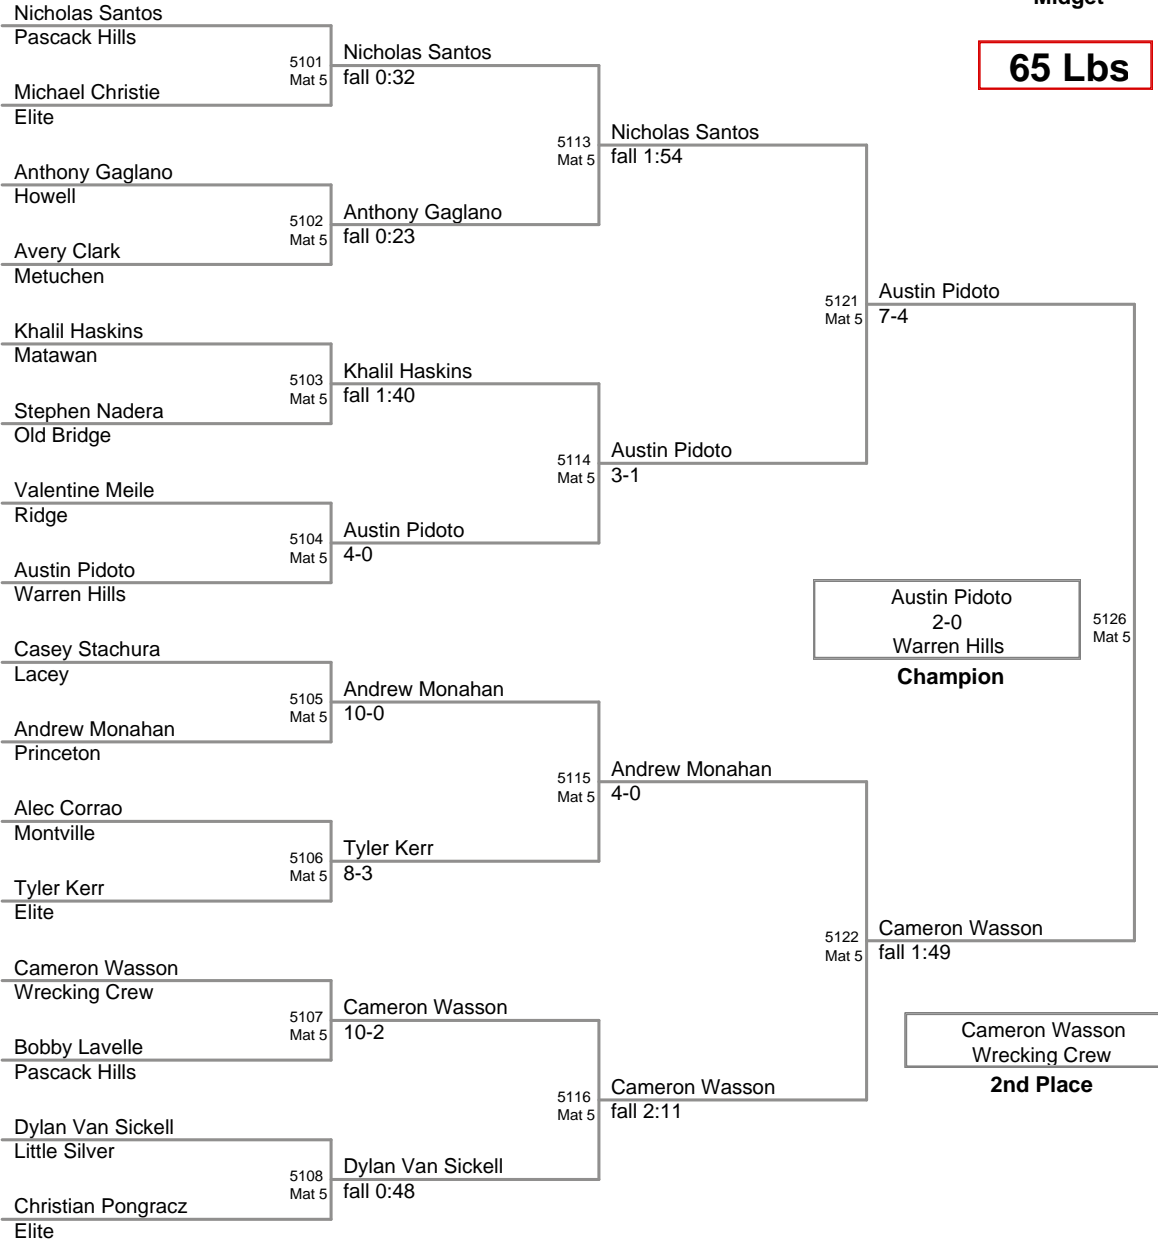 Midget
65 Lbs
Nicholas Santos
Pascack Hills
5101
Mat 5
Michael Christie
Elite
Nicholas Santos
fall 0:32
Anthony Gaglano
Howell
5102
Mat 5
Avery Clark
Metuchen
Anthony Gaglano
fall 0:23
5113
Mat 5
Nicholas Santos
fall 1:54
Khalil Haskins
Matawan
5103
Mat 5
Stephen Nadera
Old Bridge
Khalil Haskins
fall 1:40
Valentine Meile
Ridge
5104
Mat 5
Austin Pidoto
Warren Hills
Austin Pidoto
4-0
5114
Mat 5
Austin Pidoto
3-1
5121
Mat 5
Austin Pidoto
7-4
Casey Stachura
Lacey
5105
Mat 5
Andrew Monahan
Princeton
Andrew Monahan
10-0
Alec Corrao
Montville
5106
Mat 5
Tyler Kerr
Elite
Tyler Kerr
8-3
5115
Mat 5
Andrew Monahan
4-0
Cameron Wasson
Wrecking Crew
5107
Mat 5
Bobby Lavelle
Pascack Hills
Cameron Wasson
10-2
Dylan Van Sickell
Little Silver
5108
Mat 5
Christian Pongracz
Elite
Dylan Van Sickell
fall 0:48
5116
Mat 5
Cameron Wasson
fall 2:11
5122
Mat 5
Cameron Wasson
fall 1:49
5126
Mat 5
Austin Pidoto
2-0
Warren Hills
Champion
Cameron Wasson
Wrecking Crew
2nd Place